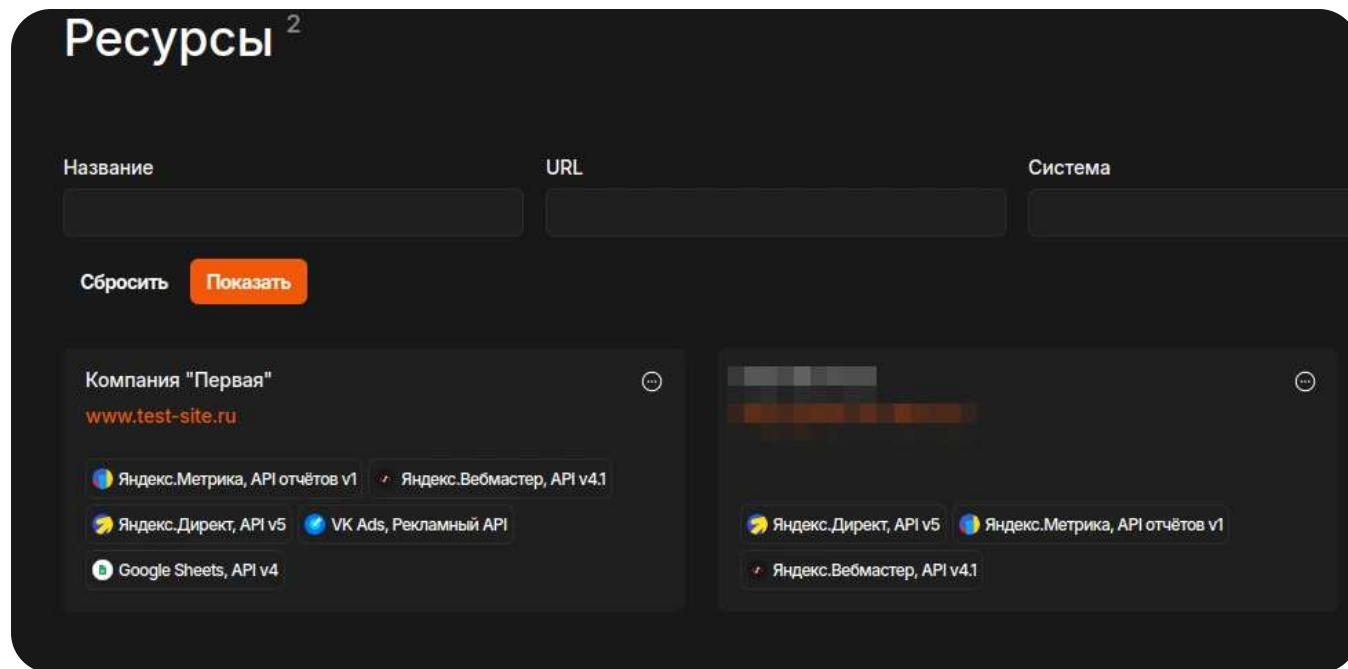 Ресурсы 2
Название URL Система
Сбросить Показать
Компания "Первая"
www.test-site.ru
Яндекс.Метрика, API отчётов v1 Яндекс.Вебмастер, API v4.1
Яндекс.Директ, API v5 VK Ads, Рекламный API
Google Sheets, API v4
Яндекс.Директ, API v5 Яндекс.Метрика, API отчётов v1
Яндекс.Вебмастер, API v4.1